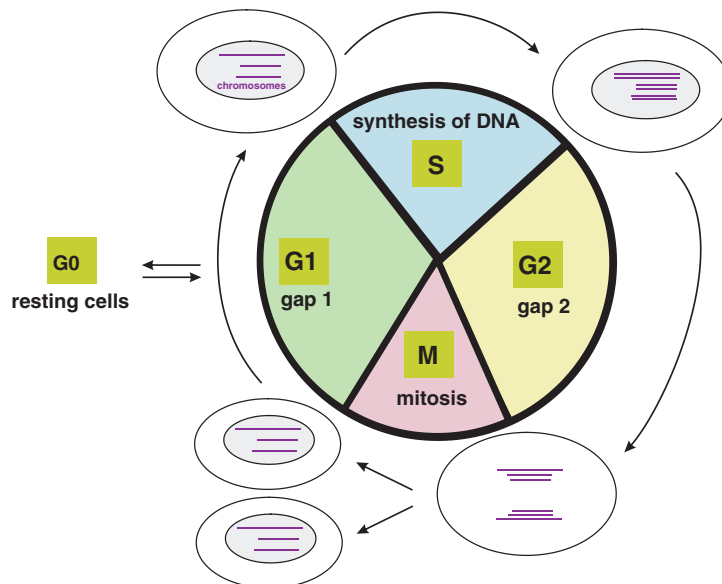 chromosomes
synthesis of DNA
S
G0
resting cells
G1
gap 1
G2
gap 2
M
mitosis